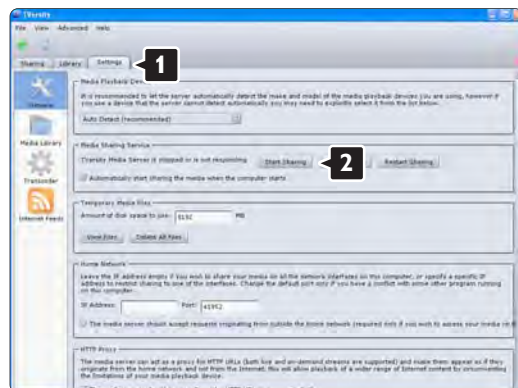 TVersity
File View Advanced Help
Sharing Library Settings
1
Media Playback Device
It is recommended to let the server automatically detect the make and model of the media playback devices you are using, however if
you use a device that the server cannot detect automatically you may need to explicitly select it from the list below.
Auto Detect (recommended)
Media Library
Media Sharing Service
TVersity Media Server is stopped or is not responding Start Sharing
2
Restart Sharing
Automatically start sharing the media when the computer starts
Transcoder
Temporary Media Files
Amount of disk space to use: 8192 MB
Internet Feeds
View Files Delete All Files
Home Network
Leave the IP address empty if you wish to share your media on all the network interfaces on this computer, or specify a specific IP
address to restrict sharing to one of the interfaces. Change the default port only if you have a conflict with some other program running
on this computer.
IP Address: Port: 41952
The media server should accept requests originating from outside the home network (required only if you wish to access your media on
HTTP Proxy
The media server can act as a proxy for HTTP URLs (both live and on-demand streams are supported) and make them appear as if they
originate from the home network and not from the Internet, this will allow playback of a wider range of Internet content by circumventing
the limitations of your media playback device.